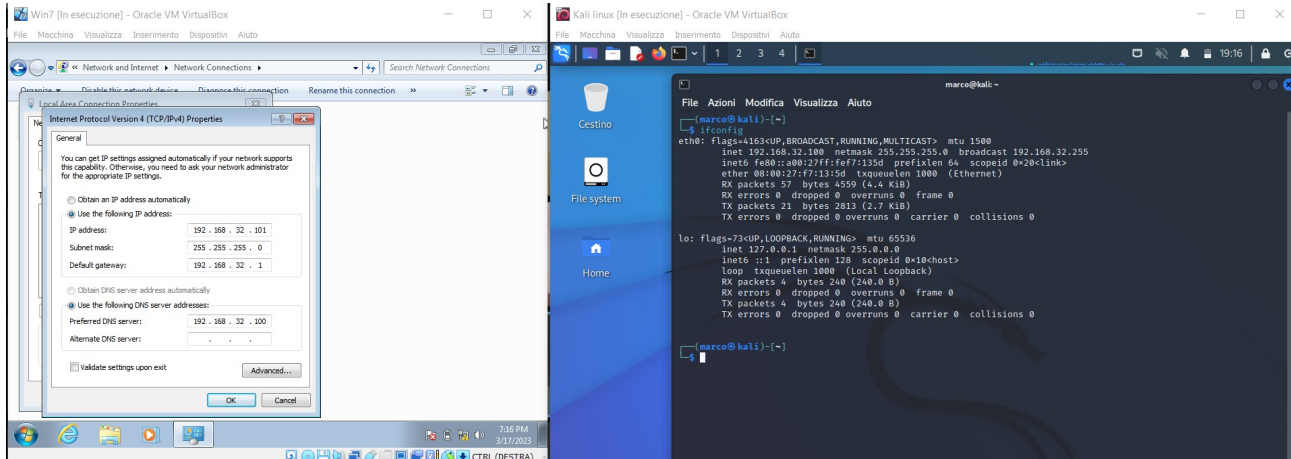 Win7 [In esecuzione] - Oracle VM VirtualBox
File Macchina Visualizza Inserimento Dispositivi Aiuto
« Network and Internet ▸ Network Connections ▸
Search Network Connections
Organize Disable this network device Diagnose this connection Rename this connection »
Local Area Connection Properties
Internet Protocol Version 4 (TCP/IPv4) Properties
General
You can get IP settings assigned automatically if your network supports
this capability. Otherwise, you need to ask your network administrator
for the appropriate IP settings.
Obtain an IP address automatically
Use the following IP address:
IP address: 192 . 168 . 32 . 101
Subnet mask: 255 . 255 . 255 . 0
Default gateway: 192 . 168 . 32 . 1
Obtain DNS server address automatically
Use the following DNS server addresses:
Preferred DNS server: 192 . 168 . 32 . 100
Alternate DNS server: . . .
Validate settings upon exit
Advanced...
OK Cancel
7:16 PM
3/17/2023
CTRL (DESTRA)
Kali linux [In esecuzione] - Oracle VM VirtualBox
File Macchina Visualizza Inserimento Dispositivi Aiuto
1 2 3 4
19:16
Cestino
File system
Home
marco@kali: ~
File Azioni Modifica Visualizza Aiuto
┌──(marco㉿kali)-[~]
└─$ ifconfig
eth0: flags=4163<UP,BROADCAST,RUNNING,MULTICAST> mtu 1500
inet 192.168.32.100 netmask 255.255.255.0 broadcast 192.168.32.255
inet6 fe80::a00:27ff:fef7:135d prefixlen 64 scopeid 0×20<link>
ether 08:00:27:f7:13:5d txqueuelen 1000 (Ethernet)
RX packets 57 bytes 4559 (4.4 KiB)
RX errors 0 dropped 0 overruns 0 frame 0
TX packets 21 bytes 2813 (2.7 KiB)
TX errors 0 dropped 0 overruns 0 carrier 0 collisions 0
lo: flags=73<UP,LOOPBACK,RUNNING> mtu 65536
inet 127.0.0.1 netmask 255.0.0.0
inet6 ::1 prefixlen 128 scopeid 0×10<host>
loop txqueuelen 1000 (Local Loopback)
RX packets 4 bytes 240 (240.0 B)
RX errors 0 dropped 0 overruns 0 frame 0
TX packets 4 bytes 240 (240.0 B)
TX errors 0 dropped 0 overruns 0 carrier 0 collisions 0
┌──(marco㉿kali)-[~]
└─$